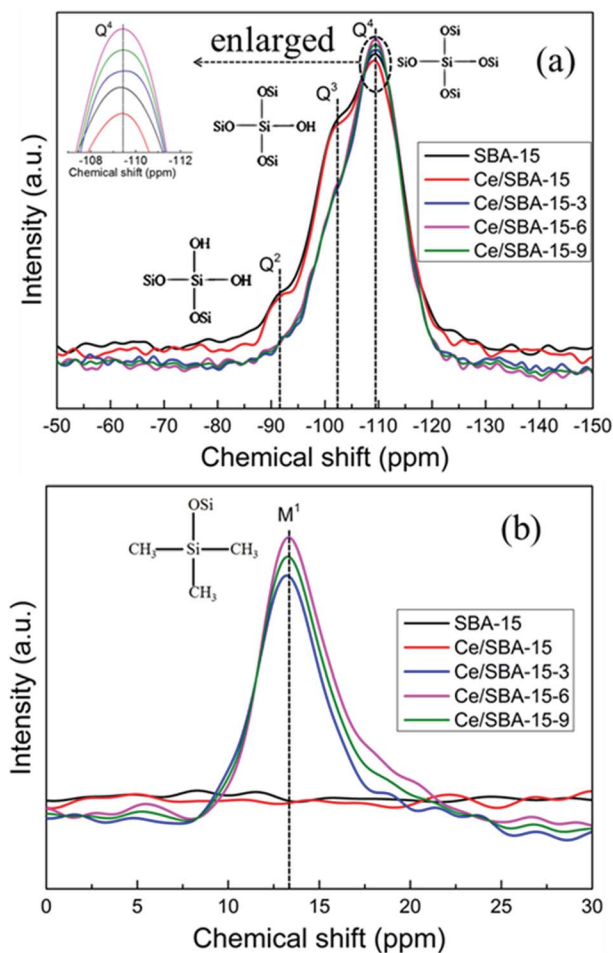 Q⁴
-108 -110 -112
Chemical shift (ppm)
enlarged
Q⁴
OSi
SiO—Si—OSi
OSi
(a)
Q³
OSi
SiO—Si—OH
OSi
SBA-15
Ce/SBA-15
Ce/SBA-15-3
Ce/SBA-15-6
Ce/SBA-15-9
OH
SiO—Si—OH
OSi
Q²
Intensity (a.u.)
-50 -60 -70 -80 -90 -100 -110 -120 -130 -140 -150
Chemical shift (ppm)
OSi
CH₃—Si—CH₃
CH₃
M¹
(b)
SBA-15
Ce/SBA-15
Ce/SBA-15-3
Ce/SBA-15-6
Ce/SBA-15-9
Intensity (a.u.)
0 5 10 15 20 25 30
Chemical shift (ppm)